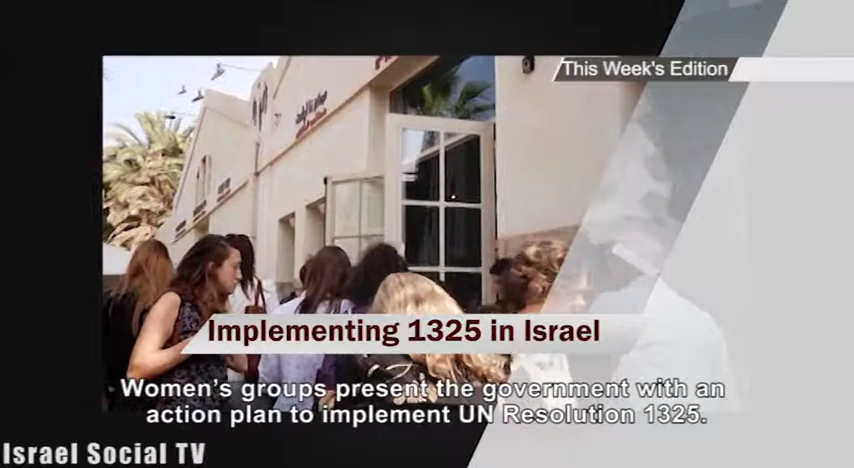 This Week's Edition
Implementing 1325 in Israel
Women's groups present the government with an
action plan to implement UN Resolution 1325.
Israel Social TV